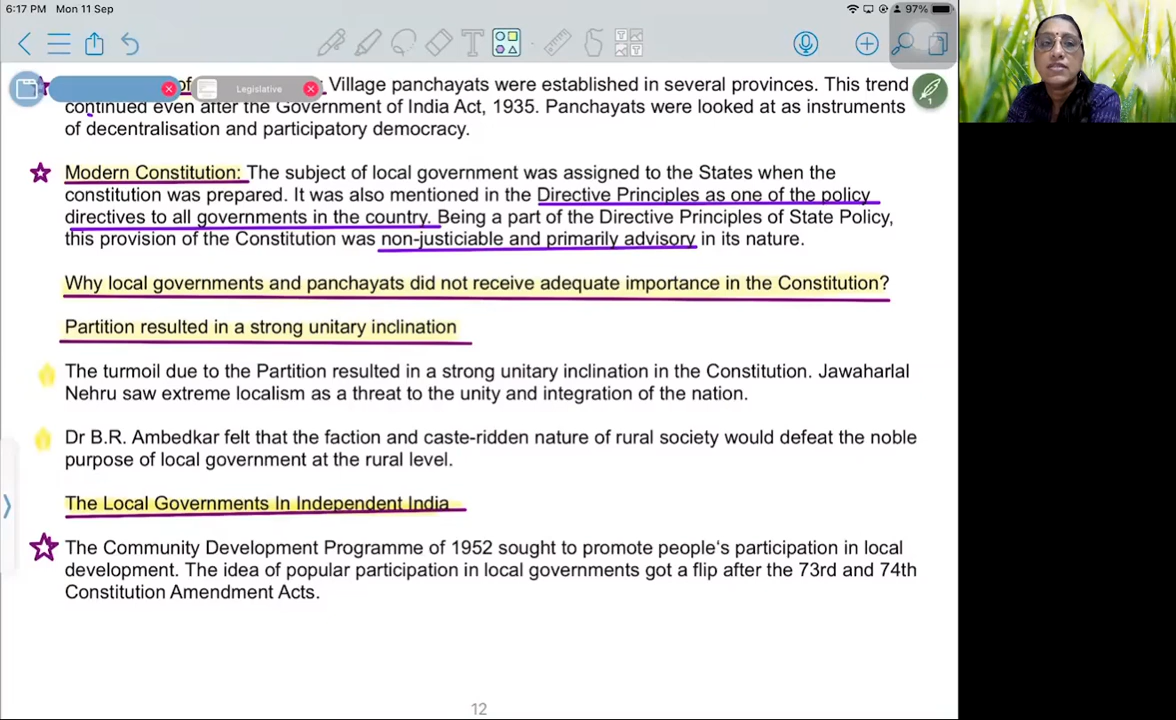 6:17 PM Mon 11 Sep
97%
Legislative
of
Village panchayats were established in several provinces. This trend
continued even after the Government of India Act, 1935. Panchayats were looked at as instruments
of decentralisation and participatory democracy.
Modern Constitution: The subject of local government was assigned to the States when the
constitution was prepared. It was also mentioned in the Directive Principles as one of the policy
directives to all governments in the country. Being a part of the Directive Principles of State Policy,
this provision of the Constitution was non-justiciable and primarily advisory in its nature.
Why local governments and panchayats did not receive adequate importance in the Constitution?
Partition resulted in a strong unitary inclination
The turmoil due to the Partition resulted in a strong unitary inclination in the Constitution. Jawaharlal
Nehru saw extreme localism as a threat to the unity and integration of the nation.
Dr B.R. Ambedkar felt that the faction and caste-ridden nature of rural society would defeat the noble
purpose of local government at the rural level.
The Local Governments In Independent India
The Community Development Programme of 1952 sought to promote people's participation in local
development. The idea of popular participation in local governments got a flip after the 73rd and 74th
Constitution Amendment Acts.
12
1